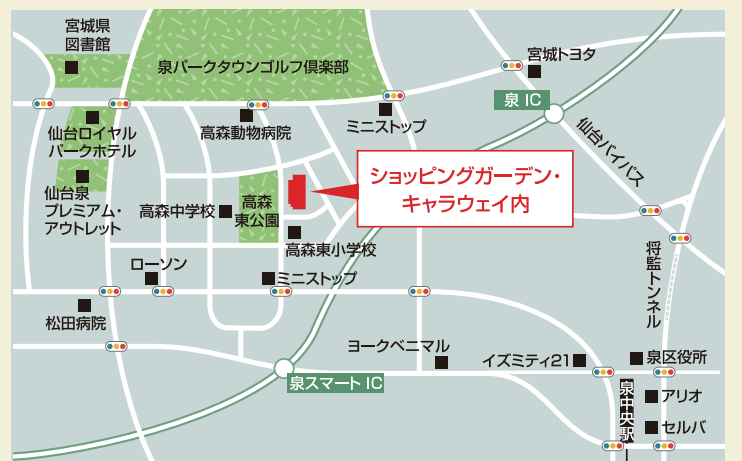 宮城県
図書館
泉パークタウンゴルフ倶楽部
宮城トヨタ
泉 IC
仙台ロイヤル
パークホテル
高森動物病院
ミニストップ
仙台バイパス
ショッピングガーデン・
キャラウェイ内
仙台泉
プレミアム・
アウトレット
高森中学校
高森
東公園
高森東小学校
将監トンネル
ローソン
ミニストップ
松田病院
ヨークベニマル
イズミティ21
泉区役所
泉スマート IC
泉中央駅
アリオ
セルバ